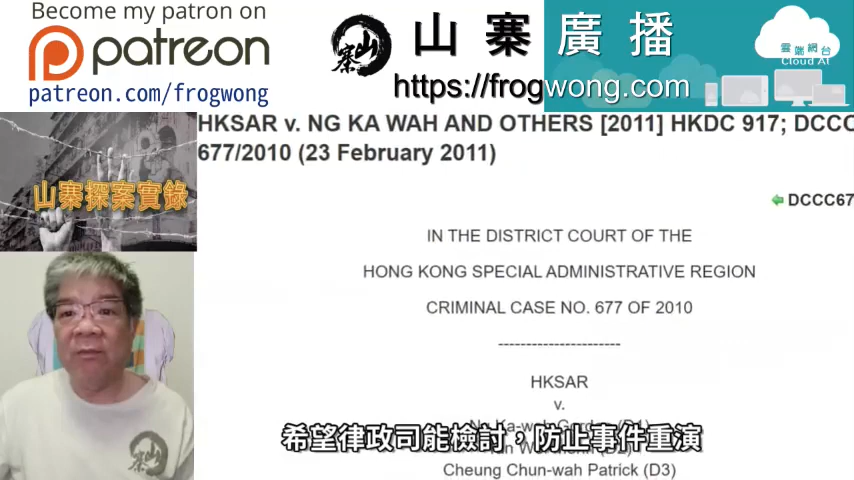 Become my patron on
patreon
patreon.com/frogwong
山寨
山寨廣播
https://frogwong.com
雲端網台
Cloud AI
HKSAR v. NG KA WAH AND OTHERS [2011] HKDC 917; DCCC
677/2010 (23 February 2011)
山寨探案實錄
DCCC67
IN THE DISTRICT COURT OF THE
HONG KONG SPECIAL ADMINISTRATIVE REGION
CRIMINAL CASE NO. 677 OF 2010
----------------------
HKSAR
v.
希望律政司能檢討，防止事件重演
Cheung Chun-wah Patrick (D3)
山寨